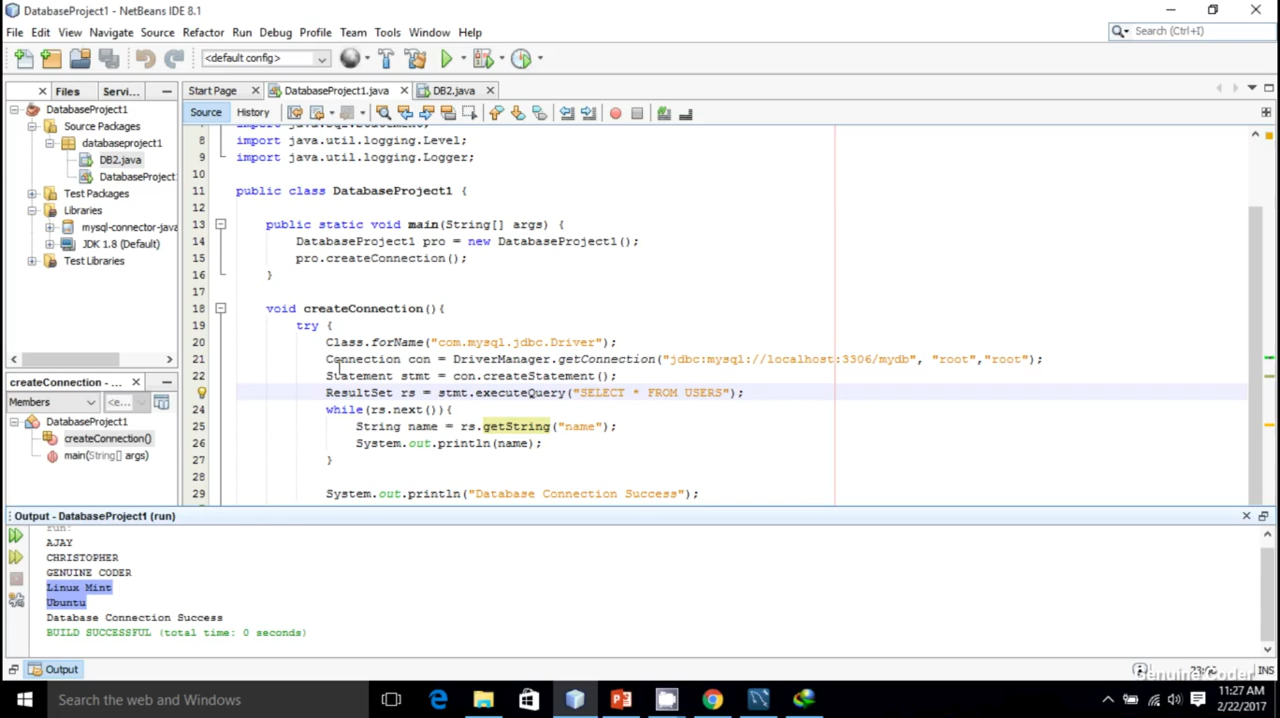 DatabaseProject1 - NetBeans IDE 8.1
File Edit View Navigate Source Refactor Run Debug Profile Team Tools Window Help
Search (Ctrl+I)
<default config>
Files Servi...
Start Page DatabaseProject1.java DB2.java
Source History
DatabaseProject1
Source Packages
databaseproject1
DB2.java
DatabaseProject
Test Packages
Libraries
mysql-connector-java
JDK 1.8 (Default)
Test Libraries
createConnection - ...
Members <e...
DatabaseProject1
createConnection()
main(String[] args)
8 import java.util.logging.Level;
9 import java.util.logging.Logger;
10
11 public class DatabaseProject1 {
12
13 public static void main(String[] args) {
14 DatabaseProject1 pro = new DatabaseProject1();
15 pro.createConnection();
16 }
17
18 void createConnection(){
19 try {
20 Class.forName("com.mysql.jdbc.Driver");
21 Connection con = DriverManager.getConnection("jdbc:mysql://localhost:3306/mydb", "root","root");
22 Statement stmt = con.createStatement();
ResultSet rs = stmt.executeQuery("SELECT * FROM USERS");
24 while(rs.next()){
25 String name = rs.getString("name");
26 System.out.println(name);
27 }
28
29 System.out.println("Database Connection Success");
Output - DatabaseProject1 (run)
run:
AJAY
CHRISTOPHER
GENUINE CODER
Linux Mint
Ubuntu
Database Connection Success
BUILD SUCCESSFUL (total time: 0 seconds)
Output
INS
Genuine Coder
Search the web and Windows
11:27 AM
2/22/2017